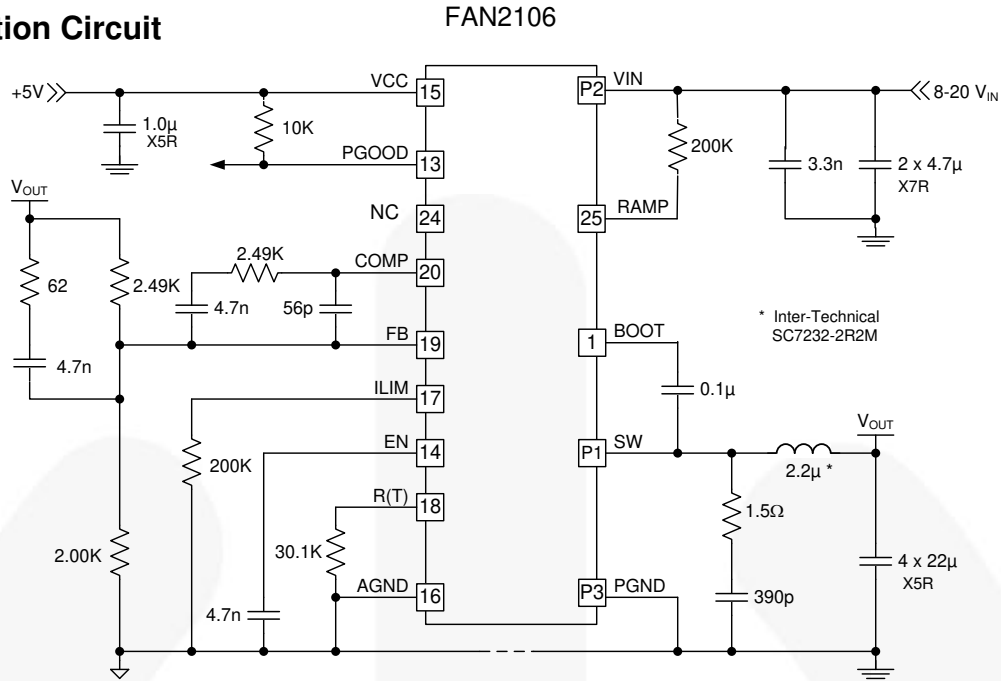 tion Circuit
FAN2106
+5V
VCC
15
P2
VIN
8-20 VIN
1.0µ
X5R
10K
PGOOD
13
200K
3.3n
2 x 4.7µ
X7R
VOUT
NC
24
25
RAMP
62
2.49K
2.49K
COMP
20
4.7n
56p
* Inter-Technical
SC7232-2R2M
4.7n
FB
19
1
BOOT
ILIM
17
0.1µ
200K
EN
14
P1
SW
VOUT
2.2µ *
R(T)
18
1.5Ω
2.00K
30.1K
4 x 22µ
X5R
AGND
16
P3
PGND
390p
4.7n